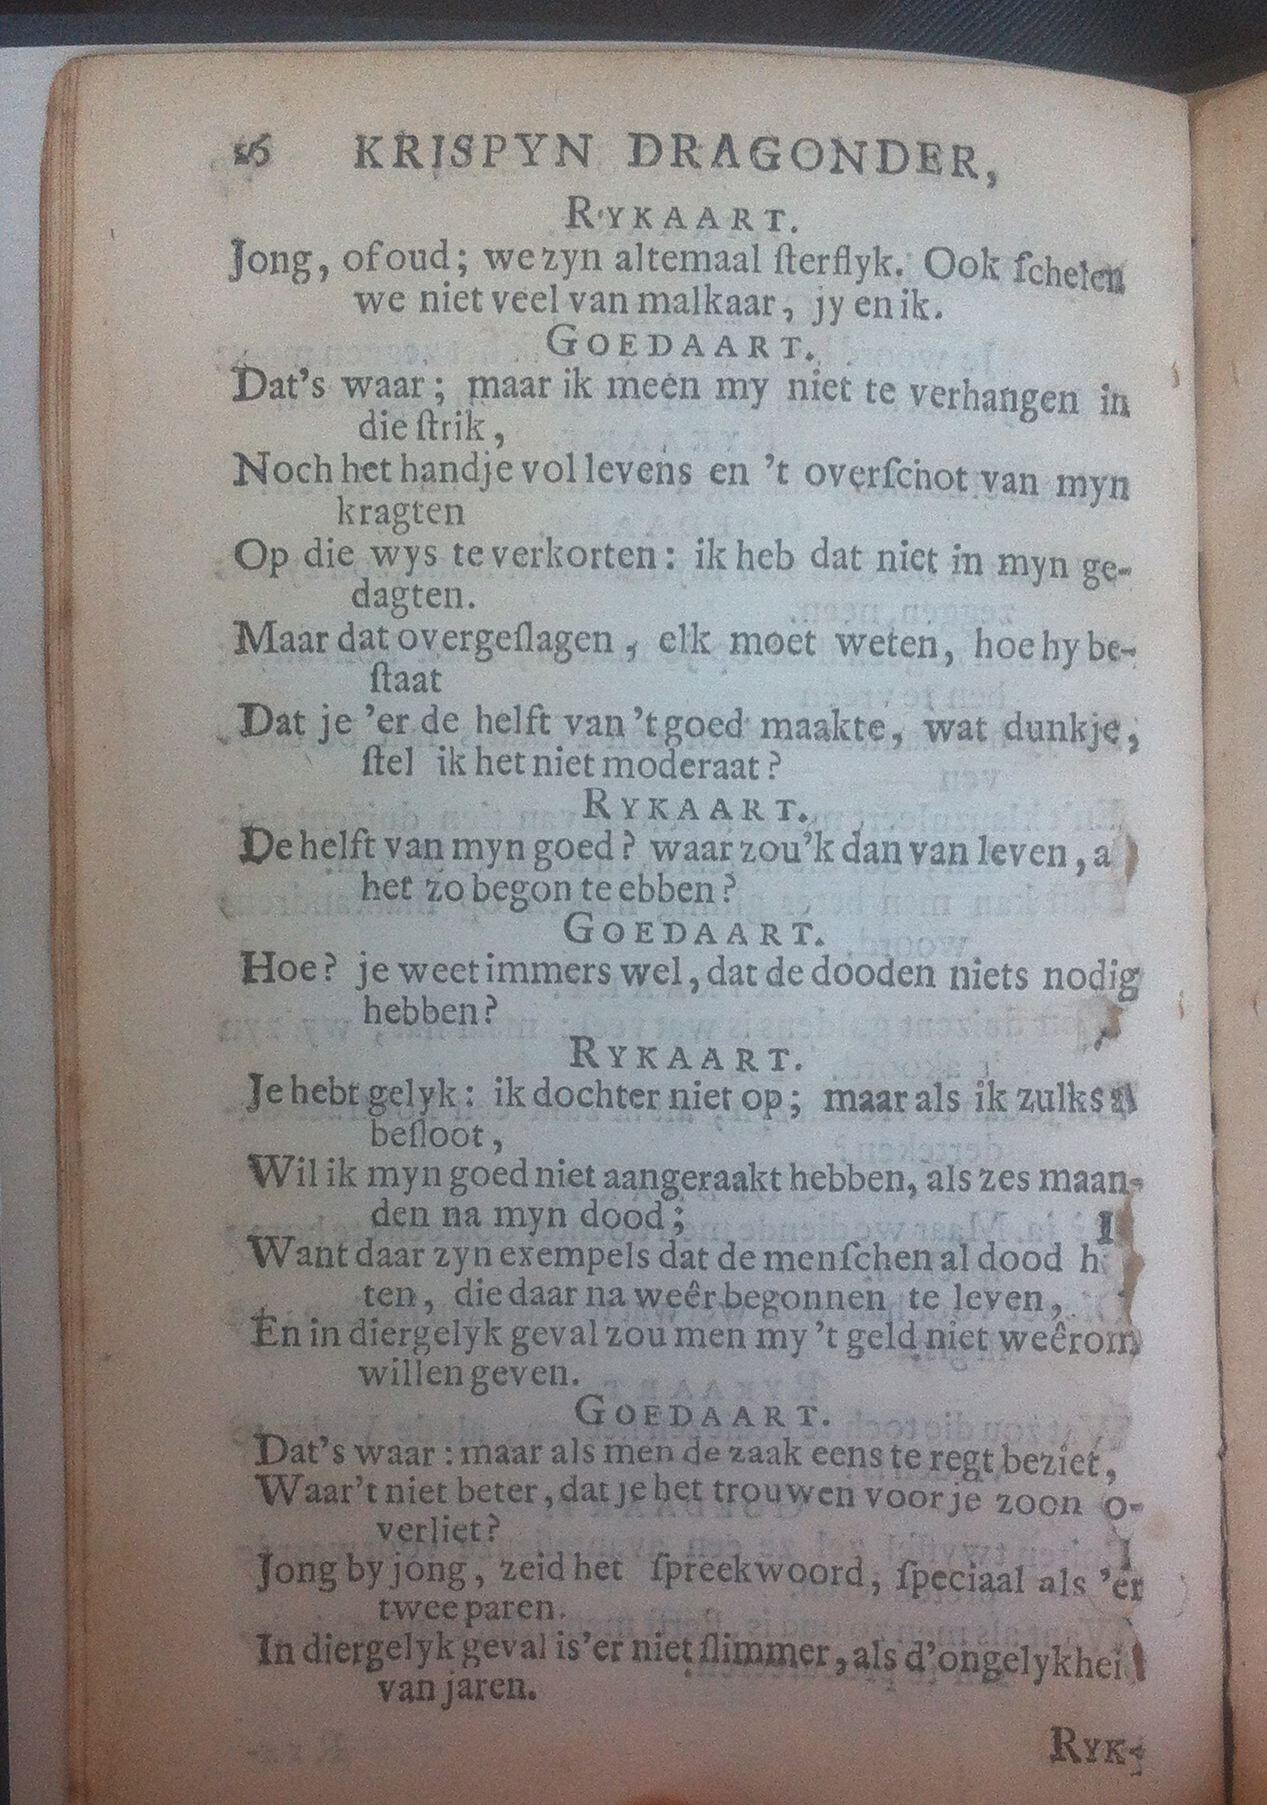 KRISPYN DRAGONDER,
RYKAART.
Jong, of oud; we zyn altemaal ſterflyk. Ook ſchelen
we niet veel van malkaar, jy en ik.
GOEDAART.
Dat's waar; maar ik meen my niet te verhangen in
die ſtrik,
Noch het handje vol levens en 't overſchot van myn
kragten
Op die wys te verkorten: ik heb dat niet in myn ge-
dagten.
Maar dat overgeſlagen, elk moet weten, hoe hy be-
ſtaat
Dat je 'er de helft van 't goed maakte, wat dunkje,
ſtel ik het niet moderaat?
RYKAART.
De helft van myn goed? waar zou'k dan van leven, a
het zo begon te ebben?
GOEDAART.
Hoe? je weet immers wel, dat de dooden niets nodig
hebben?
RYKAART.
Je hebt gelyk: ik dochter niet op; maar als ik zulks
beſloot,
Wil ik myn goed niet aangeraakt hebben, als zes maan-
den na myn dood;
Want daar zyn exempels dat de menſchen al dood h
ten, die daar na weêr begonnen te leven,
En in diergelyk geval zou men my 't geld niet weêrom
willen geven.
GOEDAART.
Dat's waar: maar als men de zaak eens te regt beziet,
Waar't niet beter, dat je het trouwen voor je zoon o-
verliet?
Jong by jong, zeid het ſpreekwoord, ſpeciaal als 'er
twee paren.
In diergelyk geval is'er niet ſlimmer, als d'ongelykhei
van jaren.
RYK-